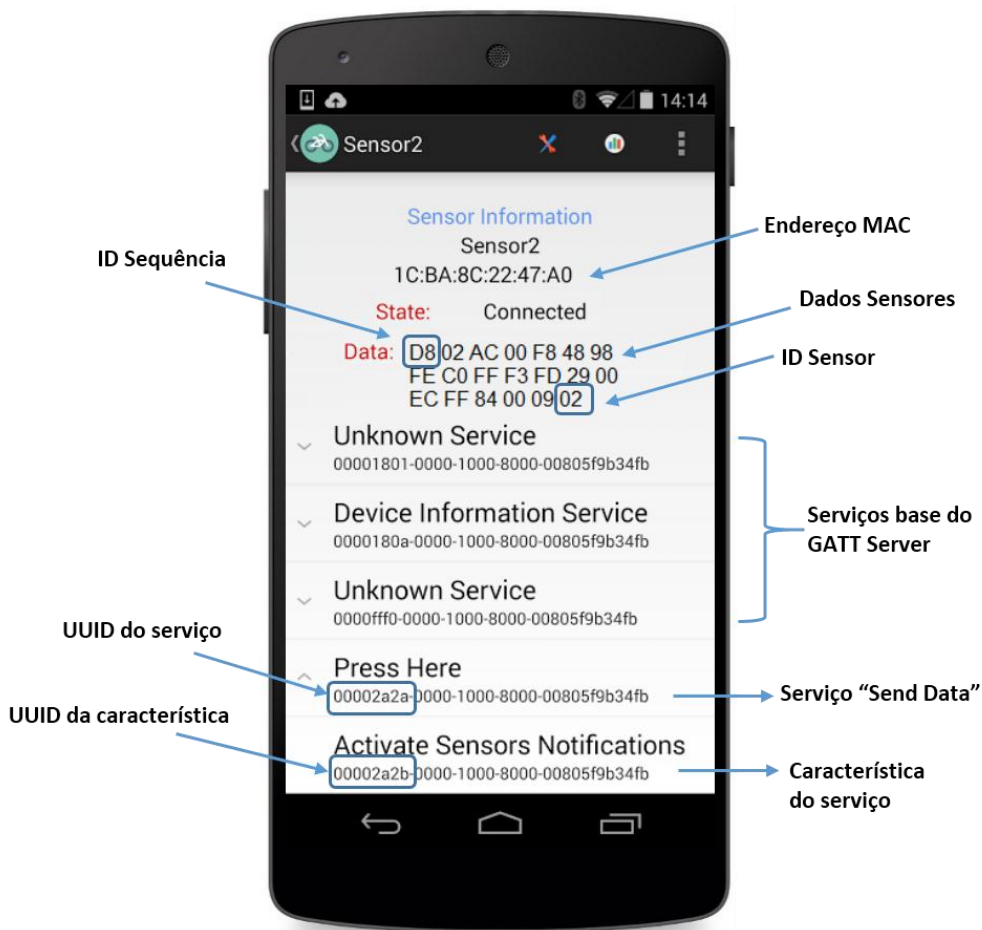 14:14
Sensor2
Sensor Information
Sensor2
1C:BA:8C:22:47:A0
State: Connected
Data: D8 02 AC 00 F8 48 98
FE C0 FF F3 FD 29 00
EC FF 84 00 09 02
Unknown Service
00001801-0000-1000-8000-00805f9b34fb
Device Information Service
0000180a-0000-1000-8000-00805f9b34fb
Unknown Service
0000fff0-0000-1000-8000-00805f9b34fb
Press Here
00002a2a-0000-1000-8000-00805f9b34fb
Activate Sensors Notifications
00002a2b-0000-1000-8000-00805f9b34fb
ID Sequência
UUID do serviço
UUID da característica
Endereço MAC
Dados Sensores
ID Sensor
Serviços base do
GATT Server
Serviço “Send Data”
Característica
do serviço